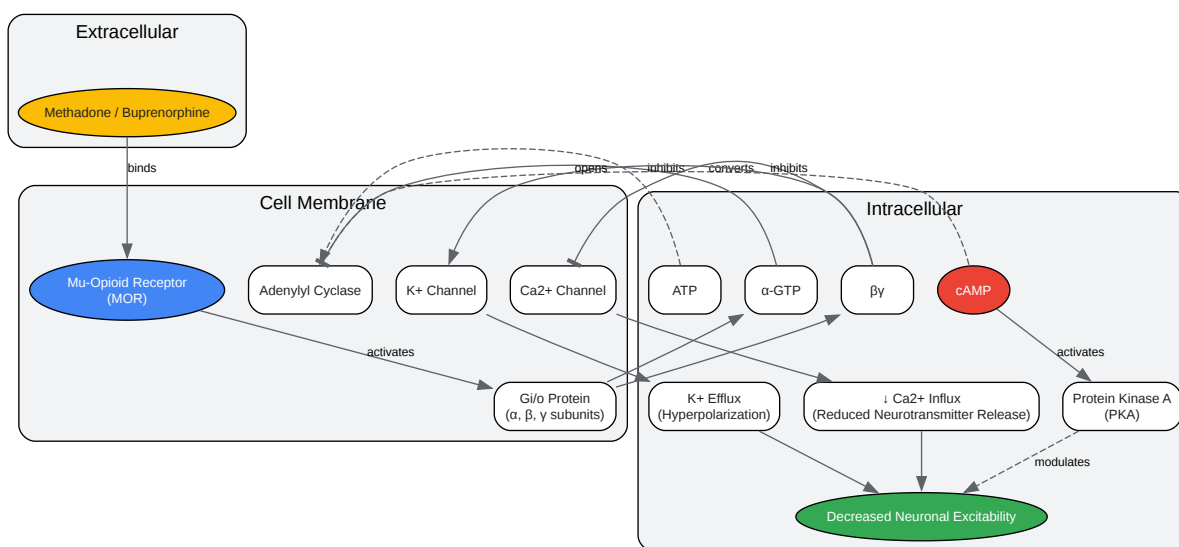 Extracellular
Methadone / Buprenorphine
binds
opens
inhibits
converts
inhibits
Cell Membrane
Intracellular
Mu-Opioid Receptor
(MOR)
Adenylyl Cyclase
K+ Channel
Ca2+ Channel
ATP
α-GTP
βγ
cAMP
activates
activates
Gi/o Protein
(α, β, γ subunits)
K+ Efflux
(Hyperpolarization)
↓ Ca2+ Influx
(Reduced Neurotransmitter Release)
Protein Kinase A
(PKA)
modulates
Decreased Neuronal Excitability